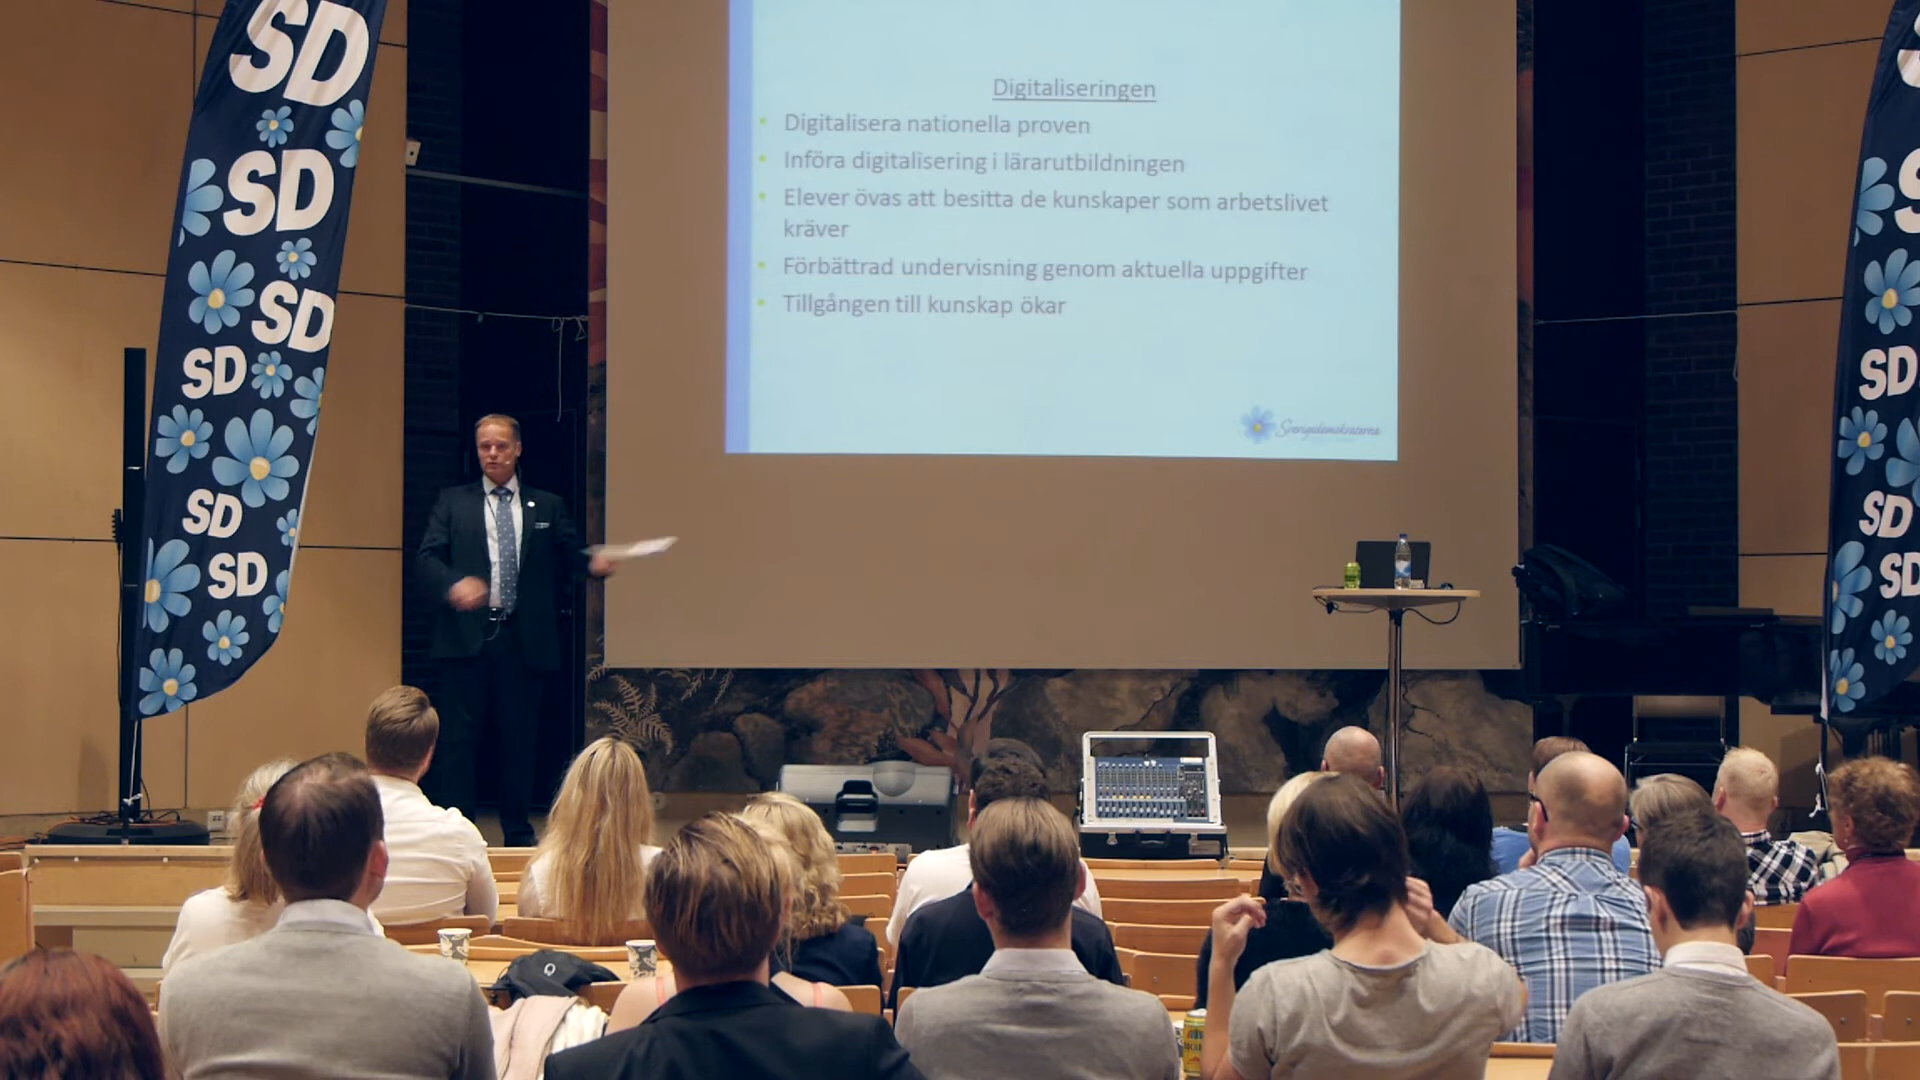 Digitaliseringen
Digitalisera nationella proven
Införa digitalisering i lärarutbildningen
Elever övas att besitta de kunskaper som arbetslivet
kräver
Förbättrad undervisning genom aktuella uppgifter
Tillgången till kunskap ökar
Sverigedemokraterna
SD
SD
SD
SD
SD
SD
SD
SD
SD